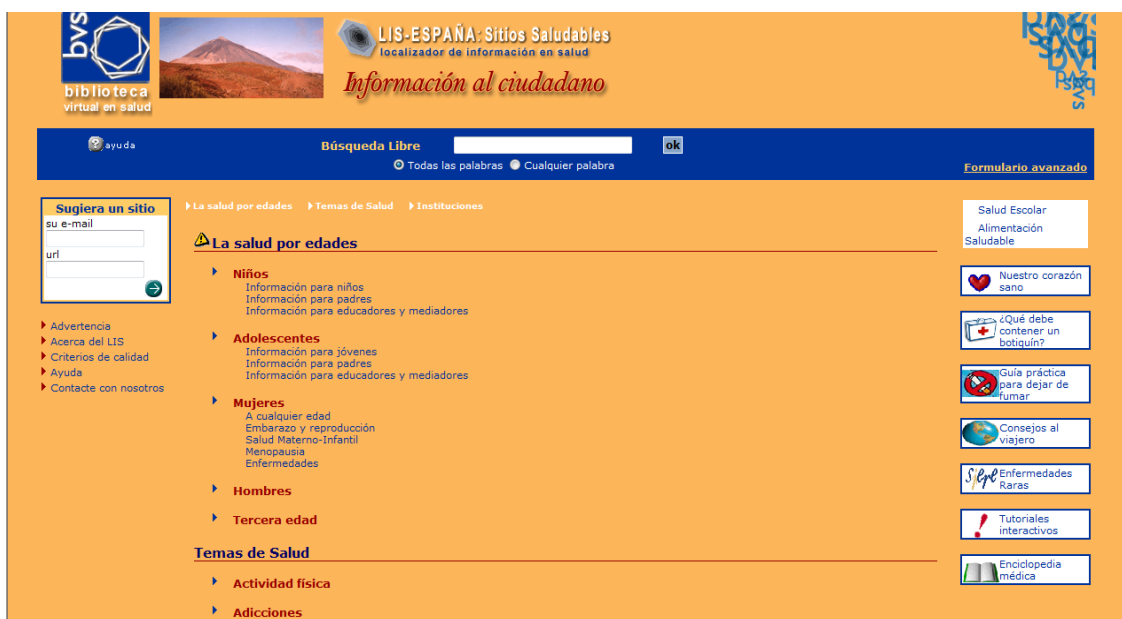 bvs
biblioteca
virtual en salud
LIS-ESPAÑA: Sitios Saludables
localizador de información en salud
Información al ciudadano
ayuda
Búsqueda Libre
ok
Todas las palabras Cualquier palabra
Formulario avanzado
Sugiera un sitio
su e-mail
url
Advertencia
Acerca del LIS
Criterios de calidad
Ayuda
Contacte con nosotros
La salud por edades Temas de Salud Instituciones
La salud por edades
Niños
Información para niños
Información para padres
Información para educadores y mediadores
Adolescentes
Información para jóvenes
Información para padres
Información para educadores y mediadores
Mujeres
A cualquier edad
Embarazo y reproducción
Salud Materno-Infantil
Menopausia
Enfermedades
Hombres
Tercera edad
Temas de Salud
Actividad física
Adicciones
Salud Escolar
Alimentación
Saludable
Nuestro corazón
sano
¿Qué debe
contener un
botiquín?
Guía práctica
para dejar de
fumar
Consejos al
viajero
Enfermedades
Raras
Tutoriales
interactivos
Enciclopedia
médica